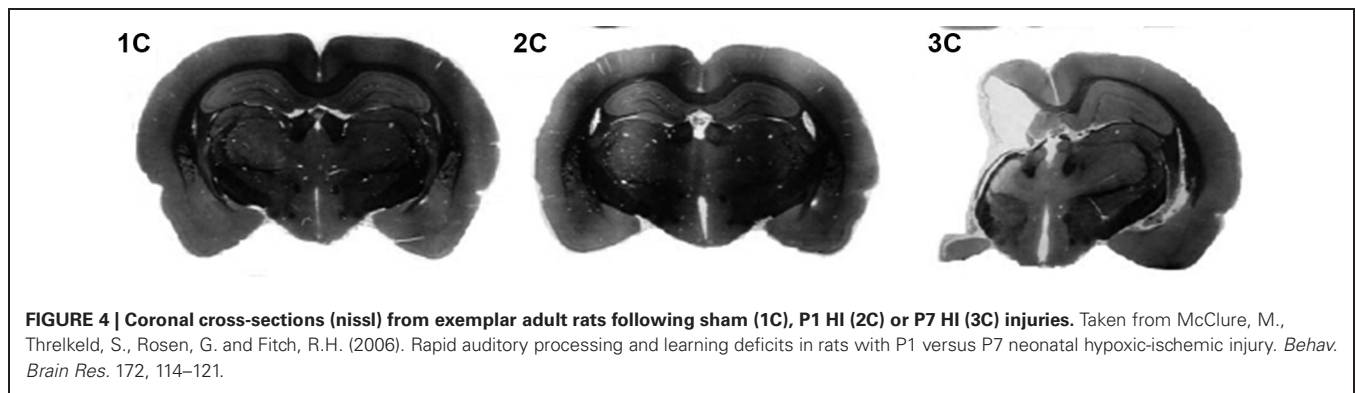 1C 2C 3C
FIGURE 4 | Coronal cross-sections (nissl) from exemplar adult rats following sham (1C), P1 HI (2C) or P7 HI (3C) injuries. Taken from McClure, M.,
Threlkeld, S., Rosen, G. and Fitch, R.H. (2006). Rapid auditory processing and learning deficits in rats with P1 versus P7 neonatal hypoxic-ischemic injury. Behav.
Brain Res. 172, 114–121.